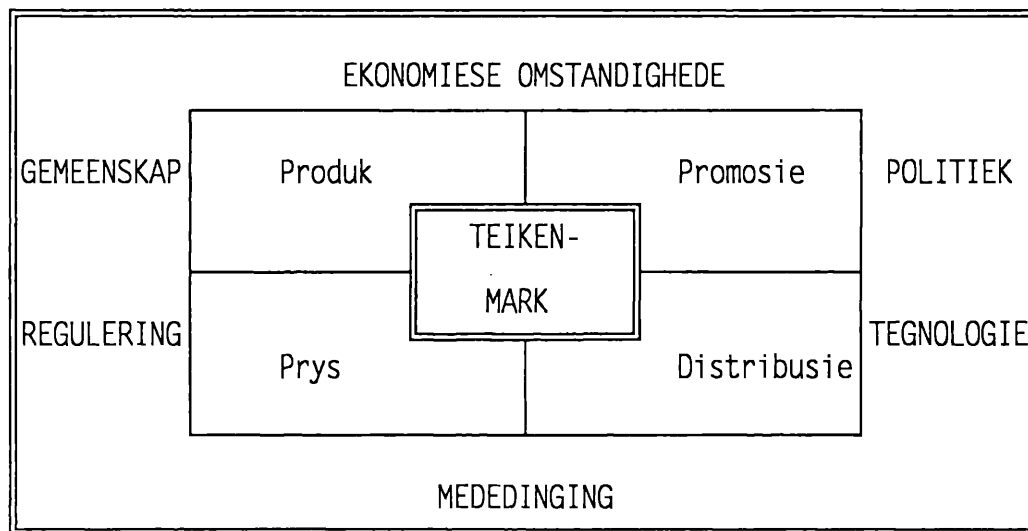 EKONOMIESE OMSTANDIGHEDE
GEMEENSKAP Produk Promosie POLITIEK
TEIKEN-
MARK
REGULERING Prys Distribusie TEGNOLOGIE
MEDEDINGING